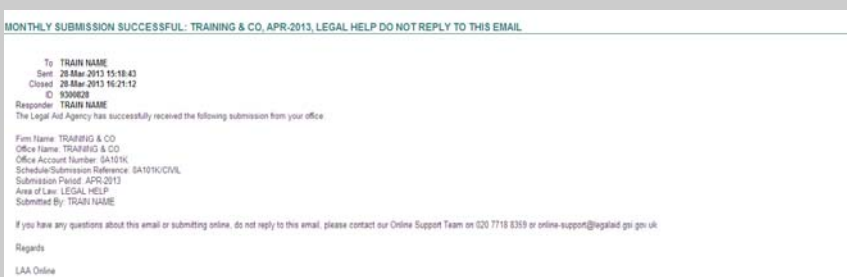 MONTHLY SUBMISSION SUCCESSFUL: TRAINING & CO, APR-2013, LEGAL HELP DO NOT REPLY TO THIS EMAIL
To TRAIN NAME
Sent 28-Mar-2013 15:18:43
Closed 28-Mar-2013 16:21:12
ID 9300828
Responder TRAIN NAME
The Legal Aid Agency has successfully received the following submission from your office
Firm Name: TRAINING & CO
Office Name: TRAINING & CO
Office Account Number: 0A101K
Schedule/Submission Reference: 0A101K/CIVIL
Submission Period: APR-2013
Area of Law: LEGAL HELP
Submitted By: TRAIN NAME
If you have any questions about this email or submitting online, do not reply to this email, please contact our Online Support Team on 020 7718 8359 or online-support@legalaid.gsi.gov.uk
Regards
LAA Online